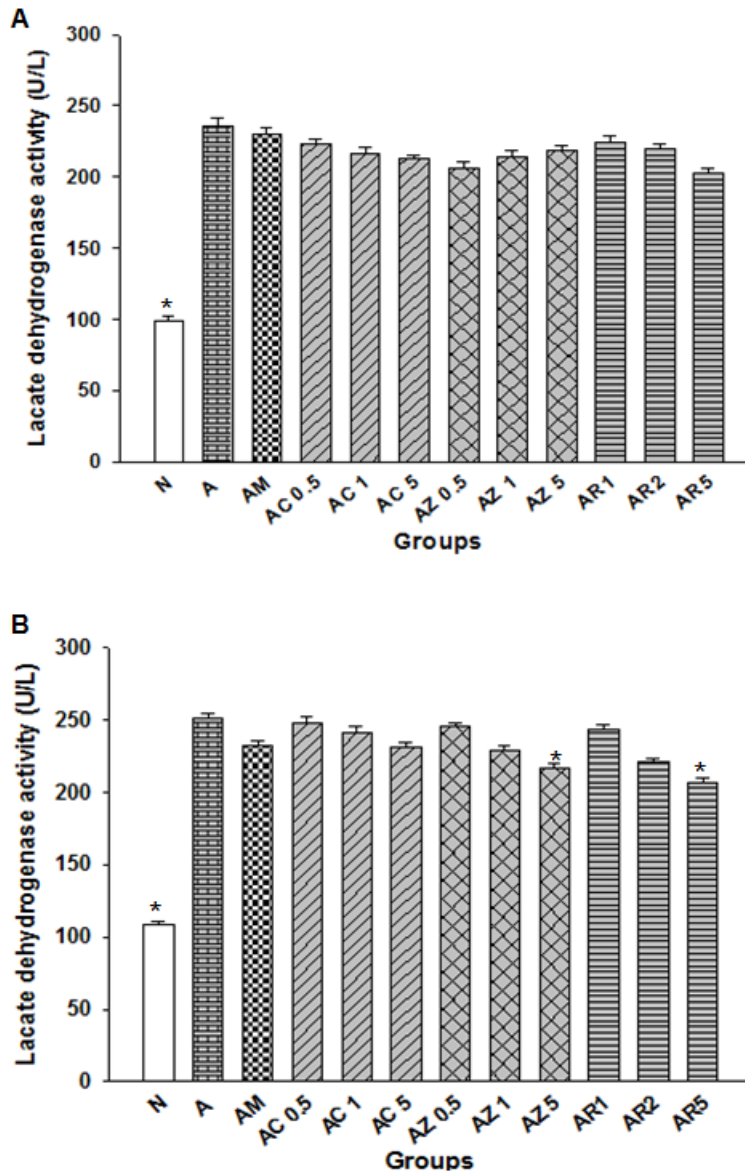 A
Lacate dehydrogenase activity (U/L)
300
250
200
150
100
50
0
*
N
A
AM
AC 0.5
AC 1
AC 5
AZ 0.5
AZ 1
AZ 5
AR1
AR2
AR5
Groups
B
Lacate dehydrogenase activity (U/L)
300
250
200
150
100
50
0
*
*
*
N
A
AM
AC 0.5
AC 1
AC 5
AZ 0.5
AZ 1
AZ 5
AR1
AR2
AR5
Groups